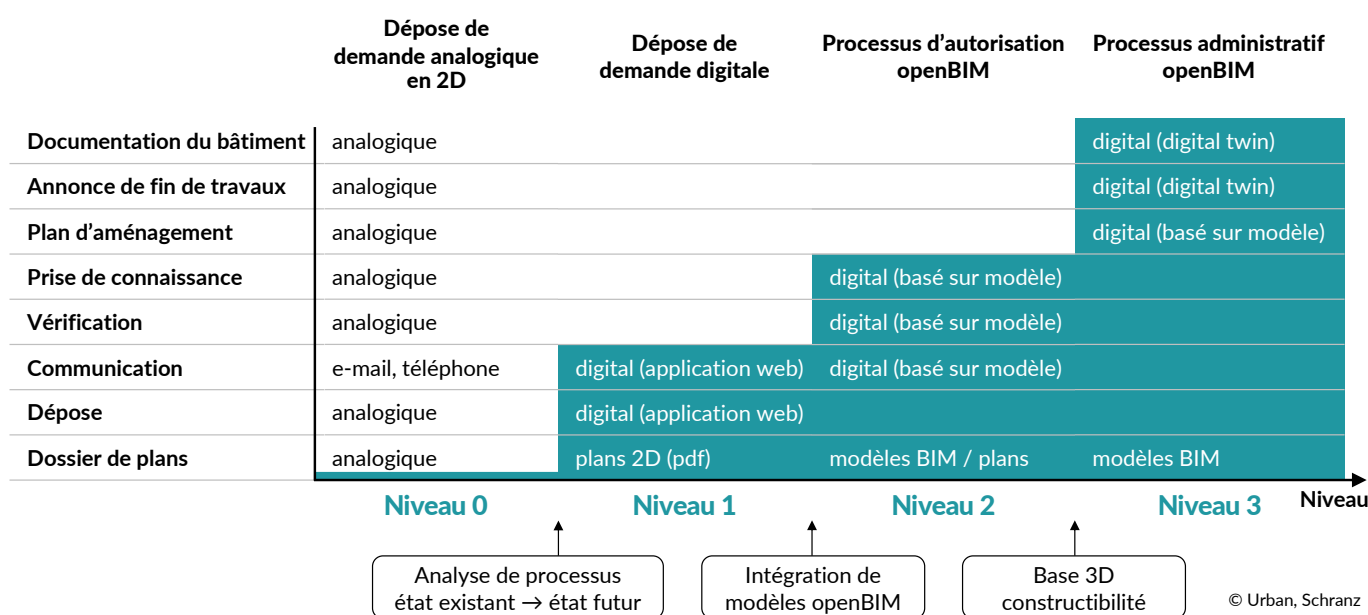 Dépose de
demande analogique
en 2D
Dépose de
demande digitale
Processus d'autorisation
openBIM
Processus administratif
openBIM
Documentation du bâtiment
analogique
digital (digital twin)
Annonce de fin de travaux
analogique
digital (digital twin)
Plan d'aménagement
analogique
digital (basé sur modèle)
Prise de connaissance
analogique
digital (basé sur modèle)
Vérification
analogique
digital (basé sur modèle)
Communication
e-mail, téléphone
digital (application web)
digital (basé sur modèle)
Dépose
analogique
digital (application web)
Dossier de plans
analogique
plans 2D (pdf)
modèles BIM / plans
modèles BIM
Niveau 0
Niveau 1
Niveau 2
Niveau 3
Niveau
Analyse de processus
état existant → état futur
Intégration de
modèles openBIM
Base 3D
constructibilité
© Urban, Schranz